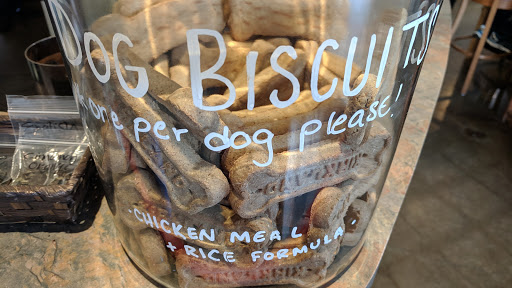 DOG BISCUITS
one per dog please!
• CHICKEN MEAL
+ RICE FORMULA